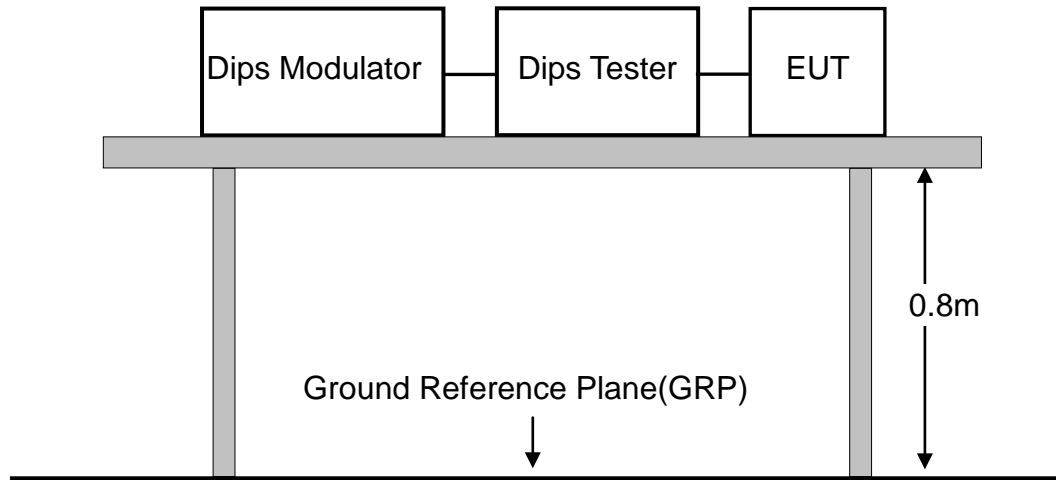 Dips Modulator
Dips Tester
EUT
0.8m
Ground Reference Plane(GRP)